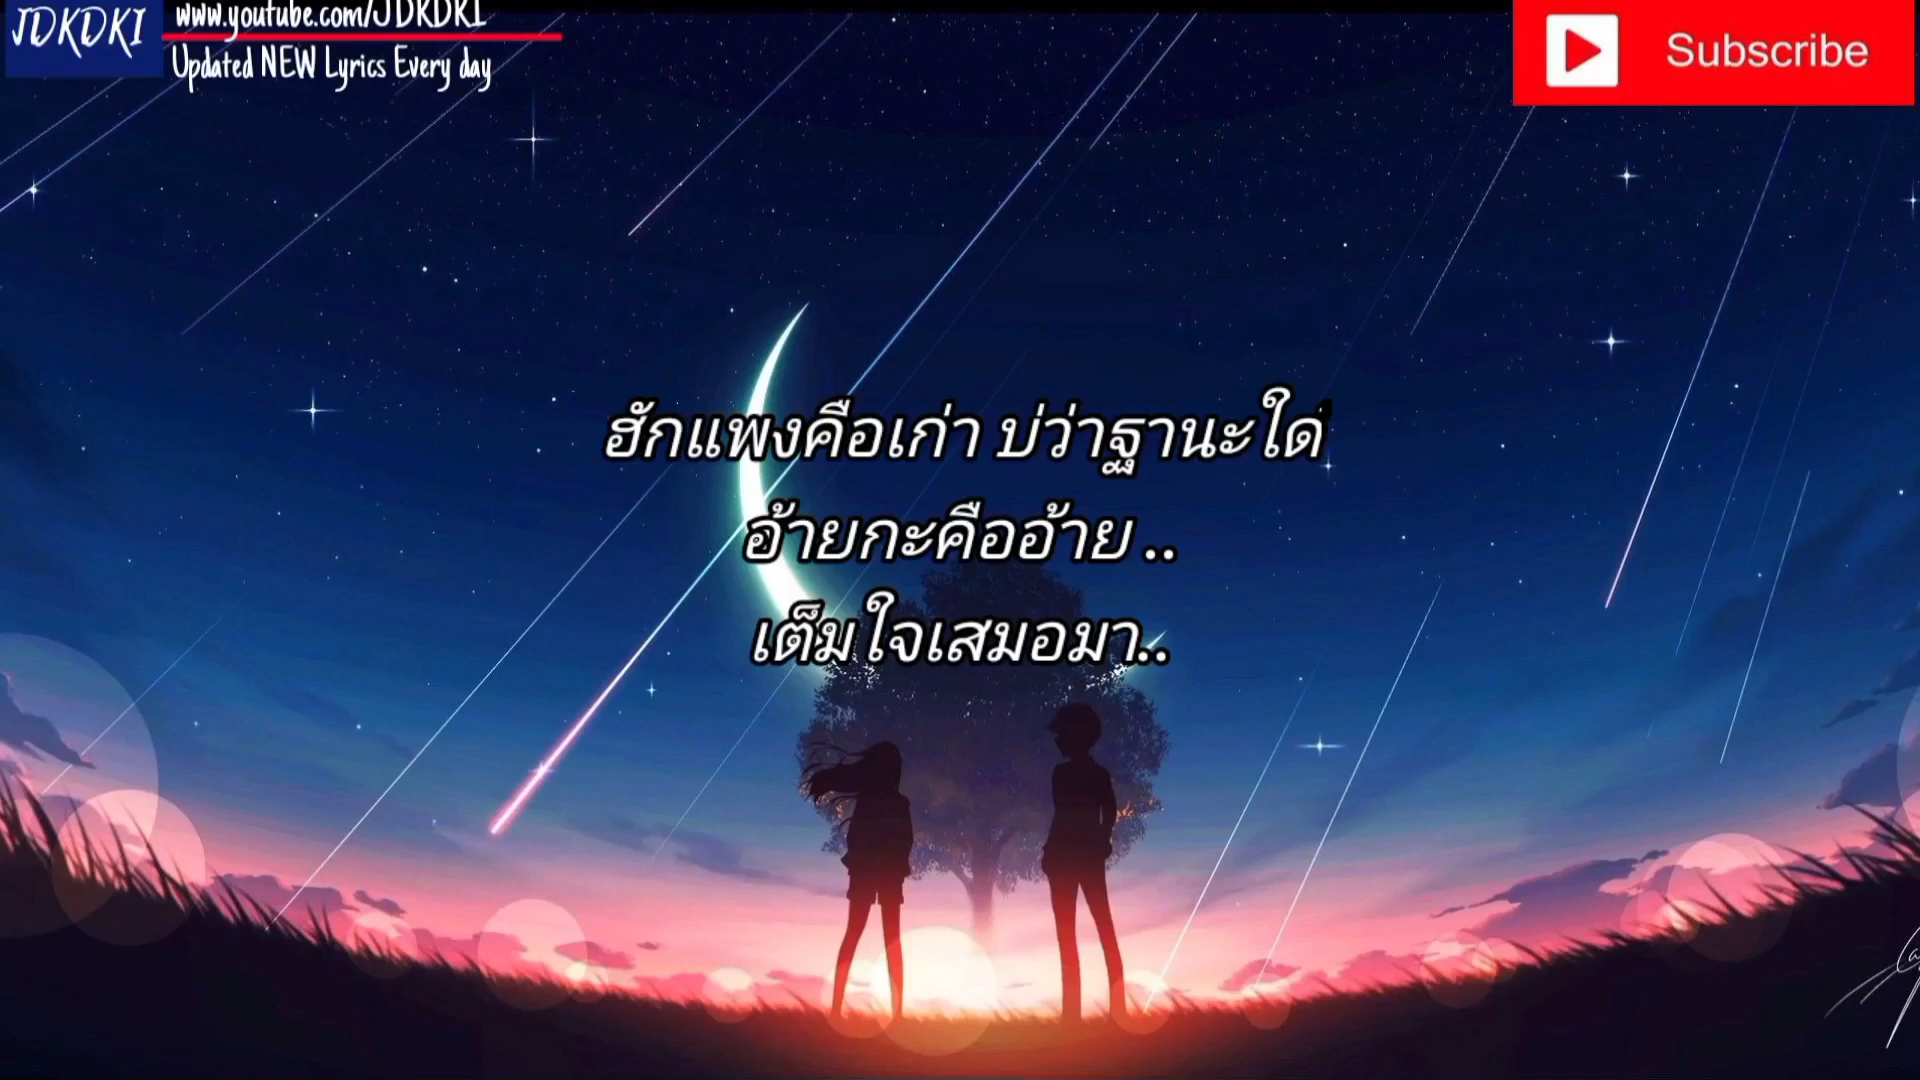 JDKDKI
www.youtube.com/JDKDKI
Updated NEW Lyrics Every day
Subscribe
ฮักแพงคือเก่า บ่ว่าฐานะใด๋
อ้ายกะคืออ้าย ..
เต็มใจเสมอมา..